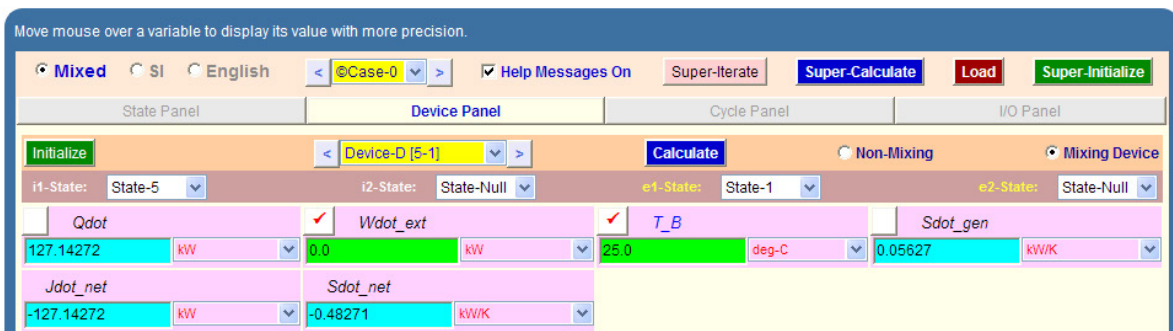 Move mouse over a variable to display its value with more precision.
Mixed SI English < ©Case-0 > Help Messages On Super-Iterate Super-Calculate Load Super-Initialize
State Panel Device Panel Cycle Panel I/O Panel
Initialize < Device-D [5-1] > Calculate Non-Mixing Mixing Device
i1-State: State-5 i2-State: State-Null e1-State: State-1 e2-State: State-Null
Qdot Wdot_ext T_B Sdot_gen
127.14272 kW 0.0 kW 25.0 deg-C 0.05627 kW/K
Jdot_net Sdot_net
-127.14272 kW -0.48271 kW/K